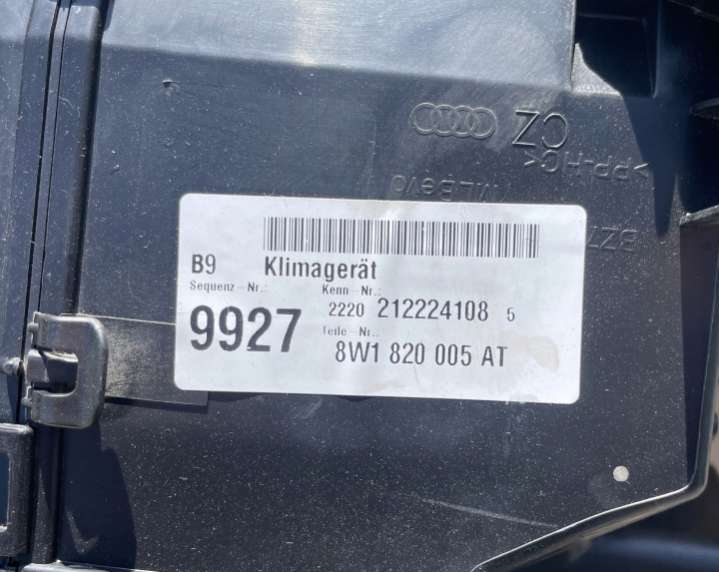 CZ
>PP-HC<
MLBevo
B9 Klimagerät
Sequenz-Nr.: Kenn-Nr.:
9927 2220 212224108 5
Teile-Nr.:
8W1 820 005 AT